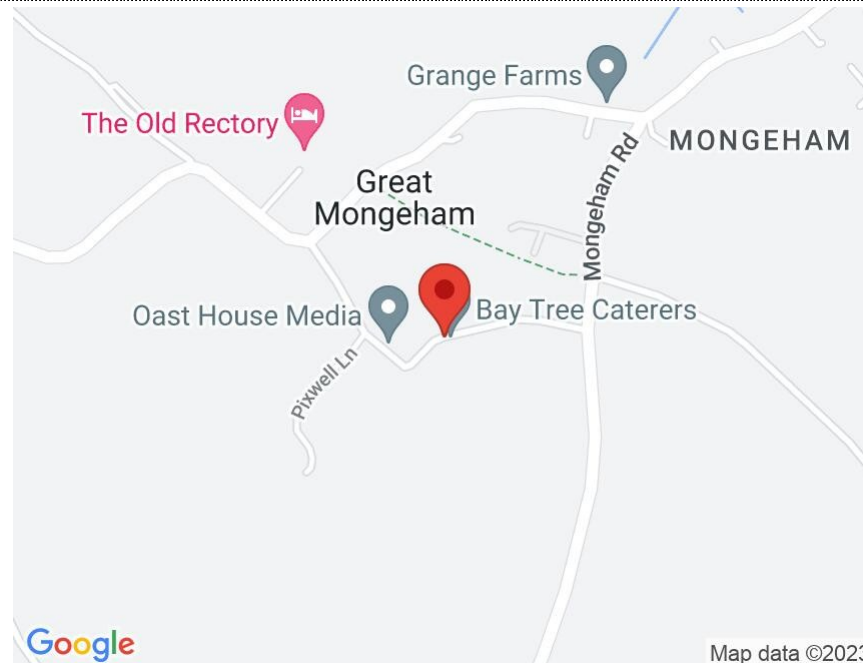 Grange Farms
The Old Rectory
MONGEHAM
Great
Mongeham
Mongeham Rd
Oast House Media
Bay Tree Caterers
Pixwell Ln
Google
Map data ©2023